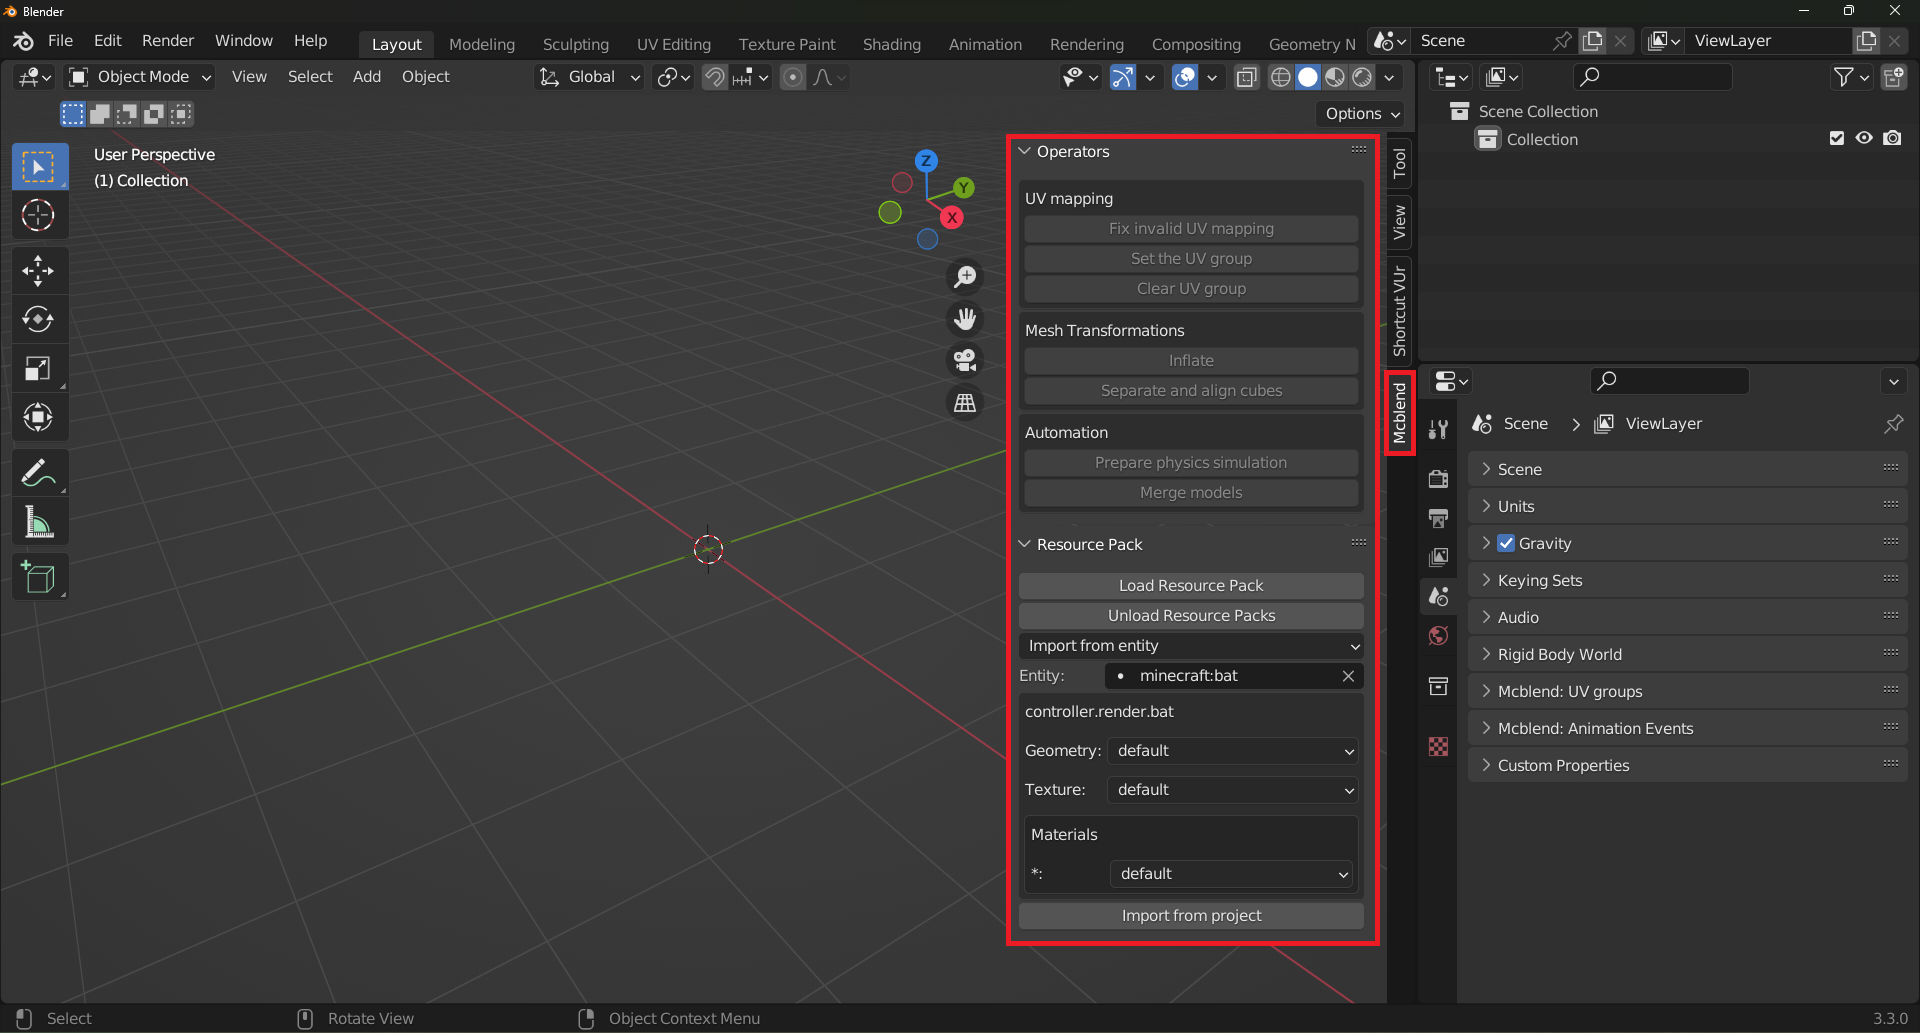 Blender
File Edit Render Window Help Layout Modeling Sculpting UV Editing Texture Paint Shading Animation Rendering Compositing Geometry N Scene ViewLayer
Object Mode View Select Add Object Global
Options
User Perspective
(1) Collection
Z
Y
X
Operators
UV mapping
Fix invalid UV mapping
Set the UV group
Clear UV group
Mesh Transformations
Inflate
Separate and align cubes
Automation
Prepare physics simulation
Merge models
Resource Pack
Load Resource Pack
Unload Resource Packs
Import from entity
Entity: • minecraft:bat
controller.render.bat
Geometry: default
Texture: default
Materials
*: default
Import from project
Tool
View
Shortcut VUr
Mcblend
Scene Collection
Collection
Scene ViewLayer
Scene
Units
Gravity
Keying Sets
Audio
Rigid Body World
Mcblend: UV groups
Mcblend: Animation Events
Custom Properties
Select Rotate View Object Context Menu 3.3.0